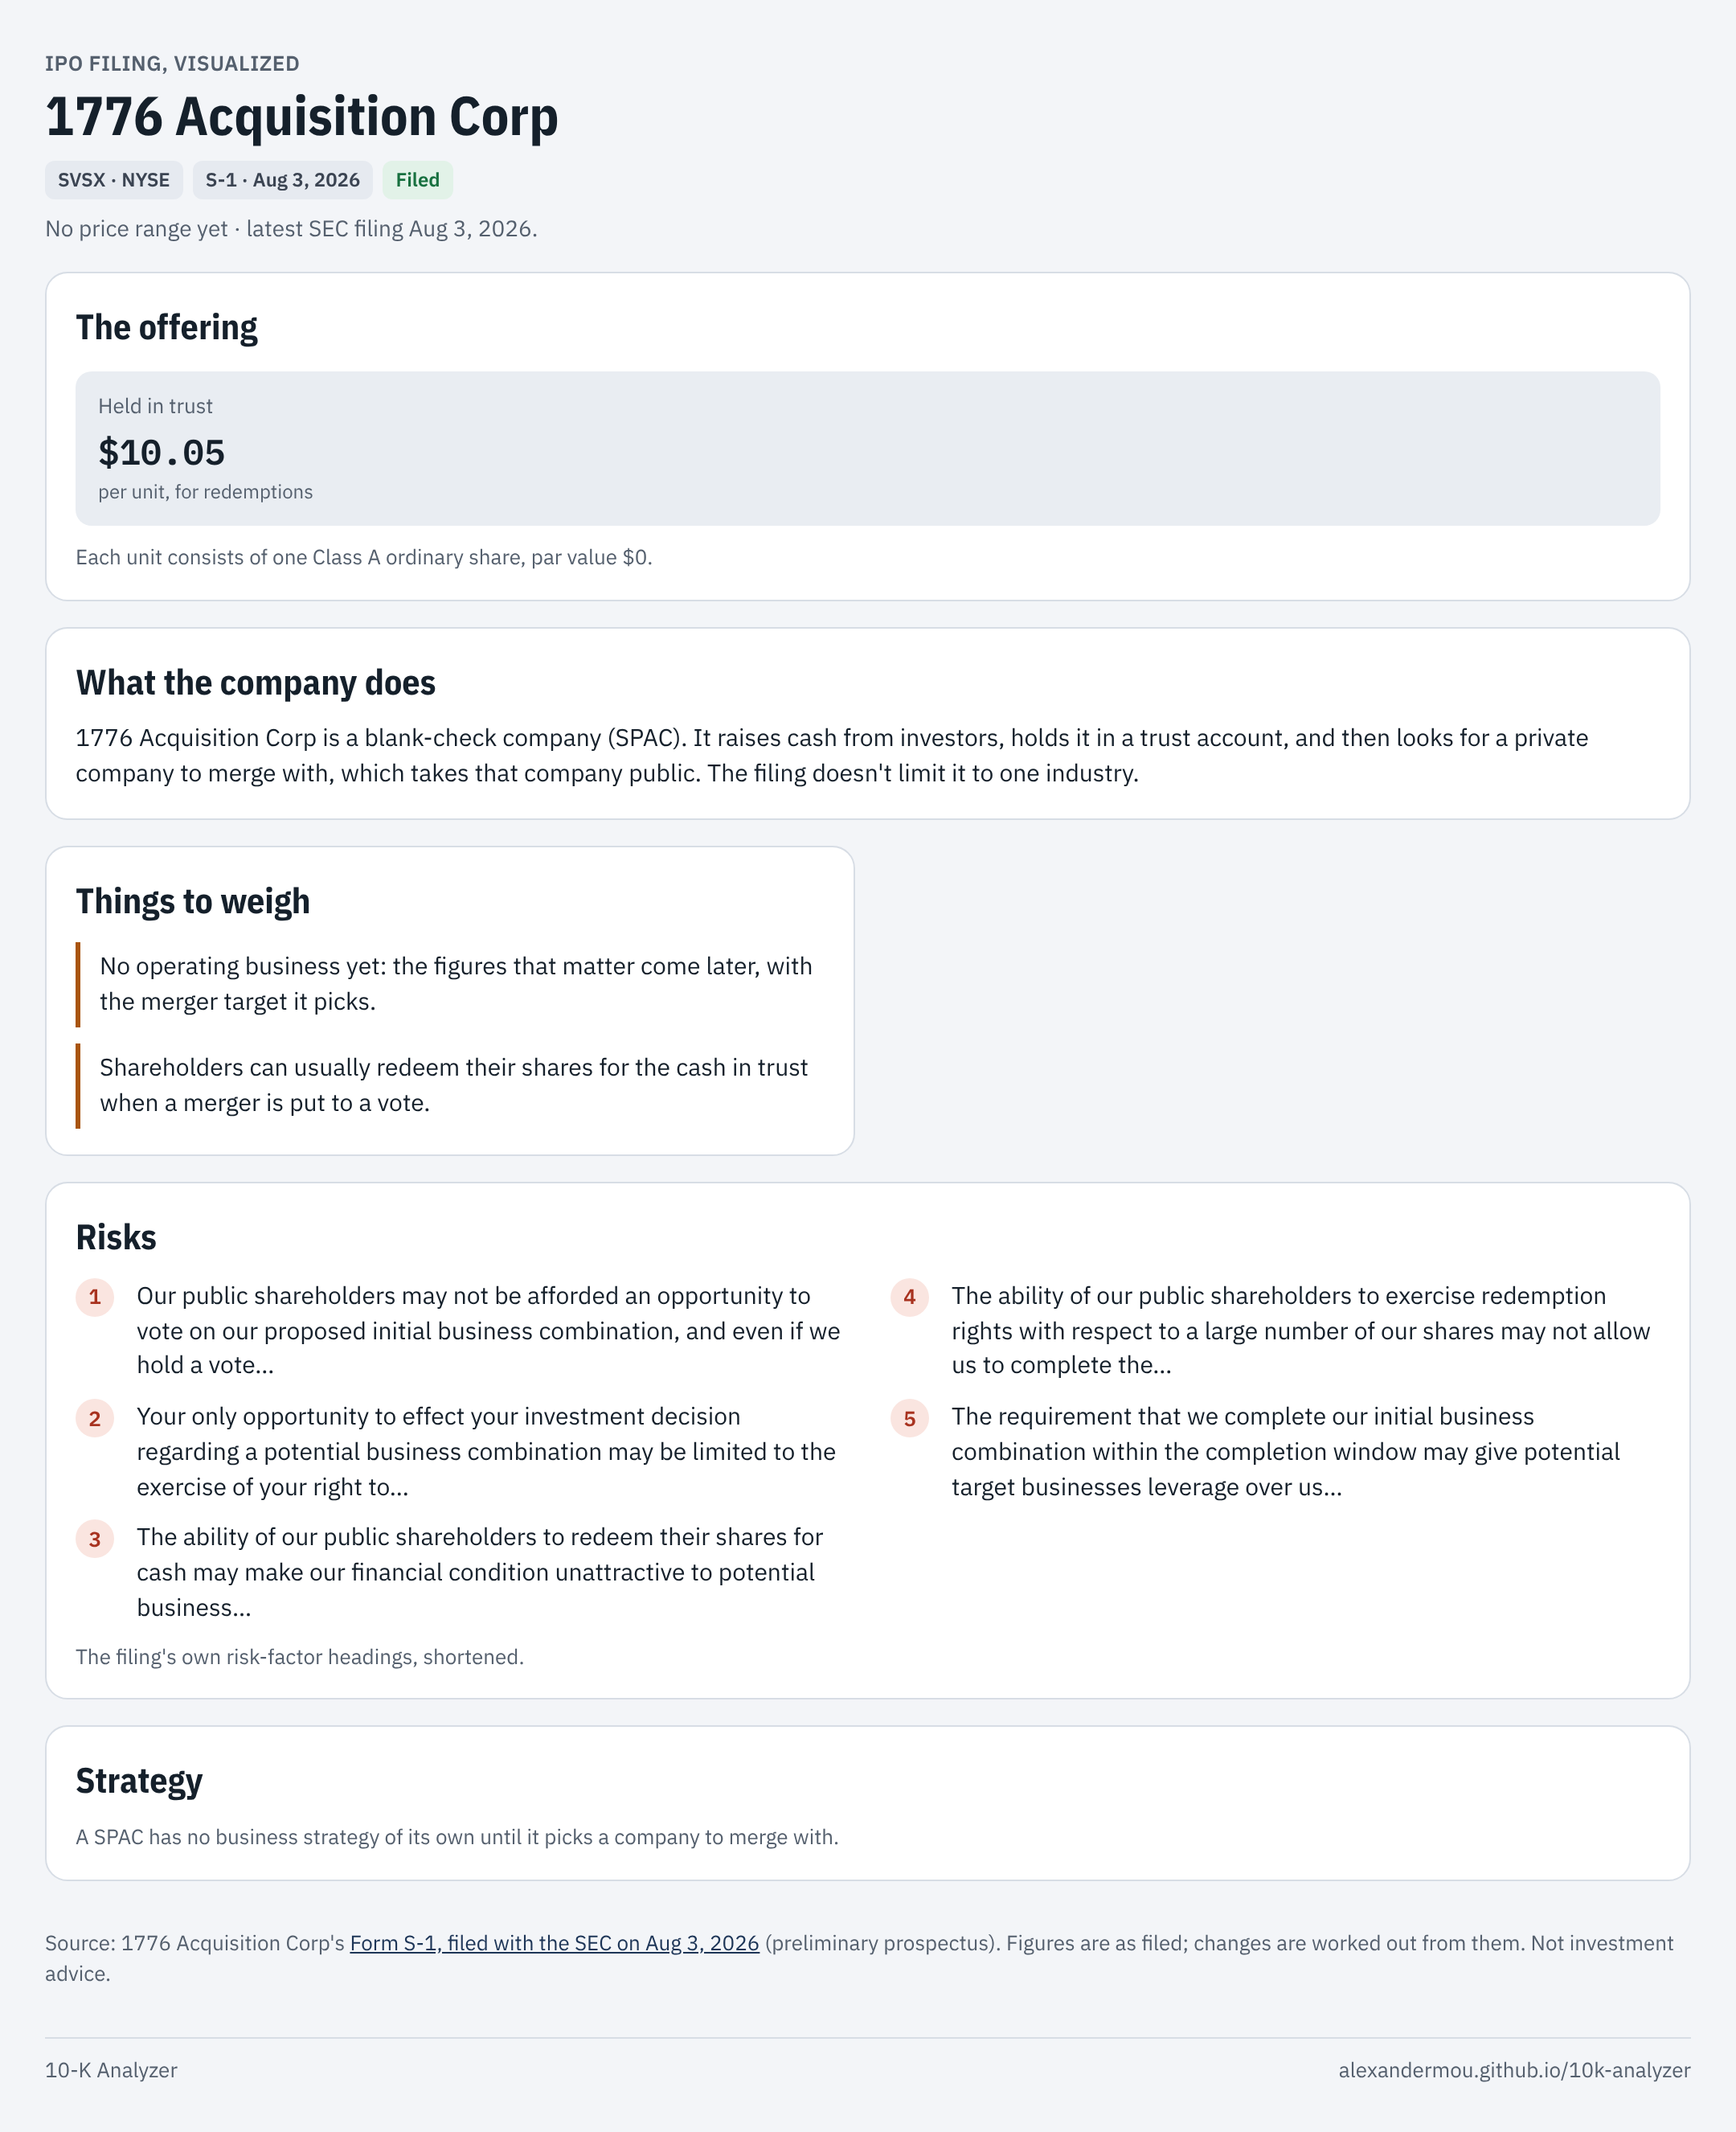 IPO FILING, VISUALIZED
1776 Acquisition Corp
SVSX · NYSE
S-1 · Aug 3, 2026
Filed
No price range yet · latest SEC filing Aug 3, 2026.
The offering
Held in trust
$10.05
per unit, for redemptions
Each unit consists of one Class A ordinary share, par value $0.
What the company does
1776 Acquisition Corp is a blank-check company (SPAC). It raises cash from investors, holds it in a trust account, and then looks for a private
company to merge with, which takes that company public. The filing doesn't limit it to one industry.
Things to weigh
No operating business yet: the figures that matter come later, with
the merger target it picks.
Shareholders can usually redeem their shares for the cash in trust
when a merger is put to a vote.
Risks
1
Our public shareholders may not be afforded an opportunity to
vote on our proposed initial business combination, and even if we
hold a vote…
2
Your only opportunity to effect your investment decision
regarding a potential business combination may be limited to the
exercise of your right to…
3
The ability of our public shareholders to redeem their shares for
cash may make our financial condition unattractive to potential
business…
4
The ability of our public shareholders to exercise redemption
rights with respect to a large number of our shares may not allow
us to complete the…
5
The requirement that we complete our initial business
combination within the completion window may give potential
target businesses leverage over us…
The filing's own risk-factor headings, shortened.
Strategy
A SPAC has no business strategy of its own until it picks a company to merge with.
Source: 1776 Acquisition Corp's Form S-1, filed with the SEC on Aug 3, 2026 (preliminary prospectus). Figures are as filed; changes are worked out from them. Not investment
advice.
10-K Analyzer
alexandermou.github.io/10k-analyzer